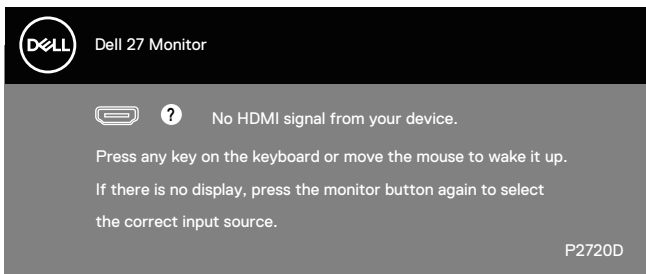 DELL
Dell 27 Monitor
? No HDMI signal from your device.
Press any key on the keyboard or move the mouse to wake it up.
If there is no display, press the monitor button again to select
the correct input source.
P2720D